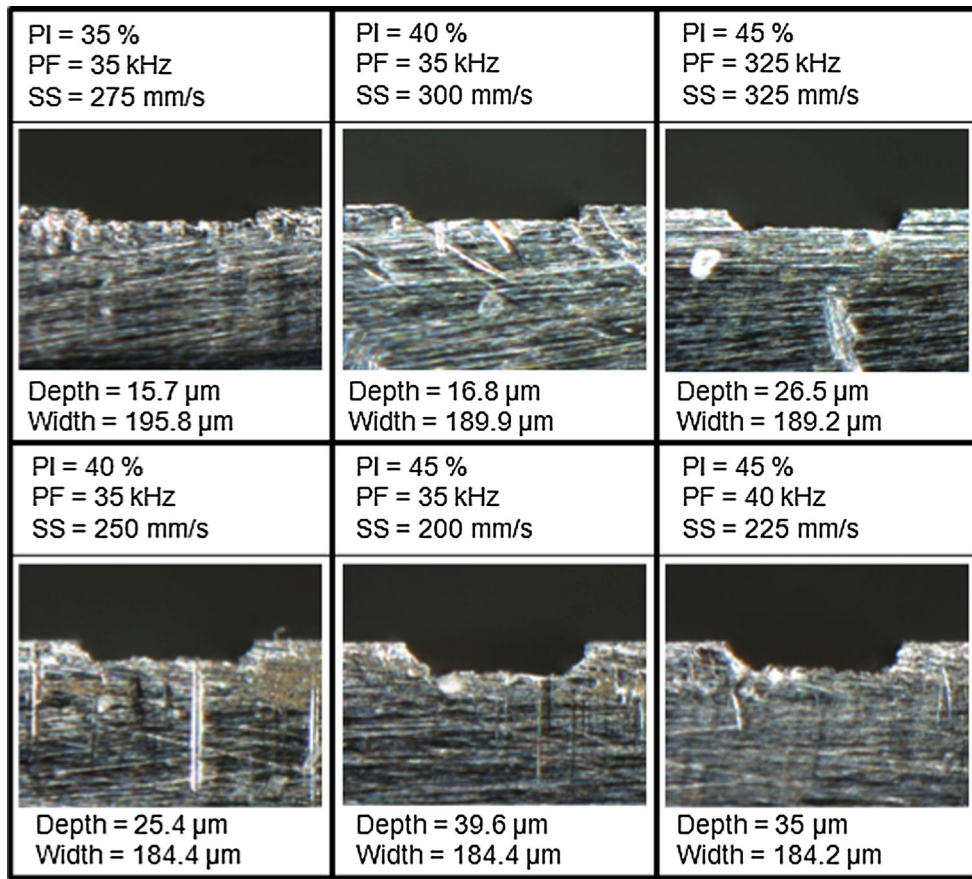 PI = 35 %
PF = 35 kHz
SS = 275 mm/s
PI = 40 %
PF = 35 kHz
SS = 300 mm/s
PI = 45 %
PF = 325 kHz
SS = 325 mm/s
Depth = 15.7 µm
Width = 195.8 µm
Depth = 16.8 µm
Width = 189.9 µm
Depth = 26.5 µm
Width = 189.2 µm
PI = 40 %
PF = 35 kHz
SS = 250 mm/s
PI = 45 %
PF = 35 kHz
SS = 200 mm/s
PI = 45 %
PF = 40 kHz
SS = 225 mm/s
Depth = 25.4 µm
Width = 184.4 µm
Depth = 39.6 µm
Width = 184.4 µm
Depth = 35 µm
Width = 184.2 µm